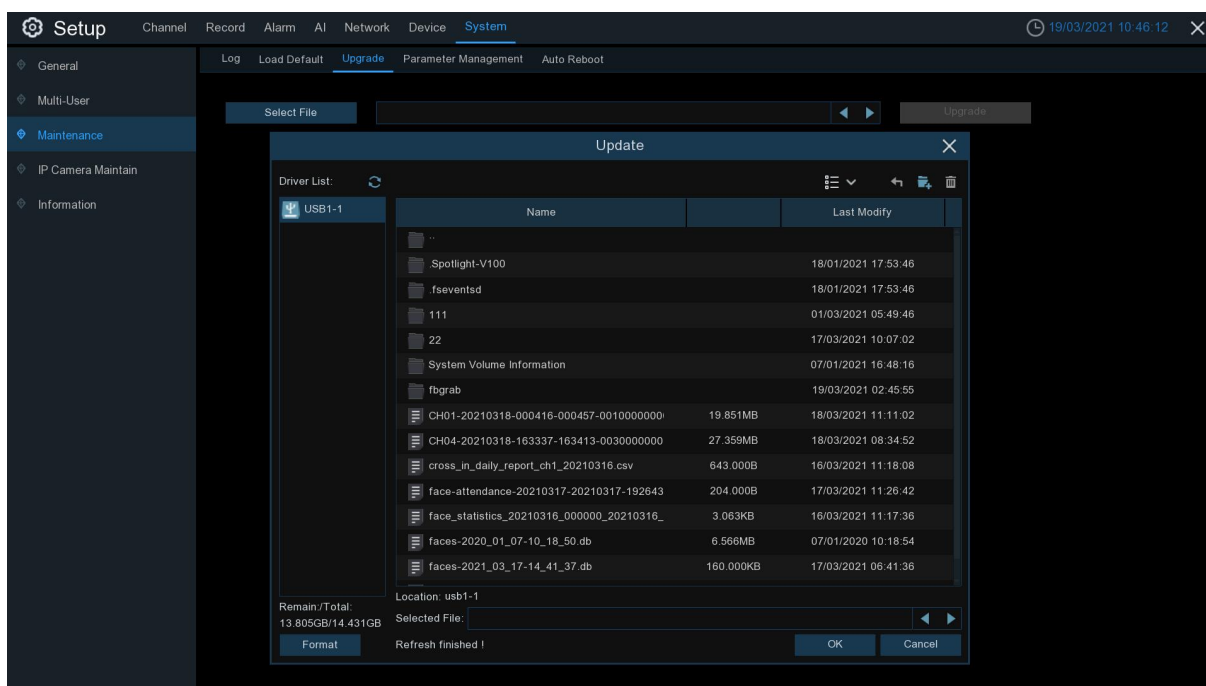 Setup Channel Record Alarm AI Network Device System 19/03/2021 10:46:12
General
Multi-User
Maintenance
IP Camera Maintain
Information
Log Load Default Upgrade Parameter Management Auto Reboot
Select File Upgrade
Update
Driver List:
USB1-1
Name Last Modify
..
.Spotlight-V100 18/01/2021 17:53:46
.fseventsd 18/01/2021 17:53:46
111 01/03/2021 05:49:46
22 17/03/2021 10:07:02
System Volume Information 07/01/2021 16:48:16
fbgrab 19/03/2021 02:45:55
CH01-20210318-000416-000457-0010000000 19.851MB 18/03/2021 11:11:02
CH04-20210318-163337-163413-0030000000 27.359MB 18/03/2021 08:34:52
cross_in_daily_report_ch1_20210316.csv 643.000B 16/03/2021 11:18:08
face-attendance-20210317-20210317-192643 204.000B 17/03/2021 11:26:42
face_statistics_20210316_000000_20210316_ 3.063KB 16/03/2021 11:17:36
faces-2020_01_07-10_18_50.db 6.566MB 07/01/2020 10:18:54
faces-2021_03_17-14_41_37.db 160.000KB 17/03/2021 06:41:36
Location: usb1-1
Remain:/Total:
13.805GB/14.431GB
Selected File:
Format
Refresh finished !
OK Cancel